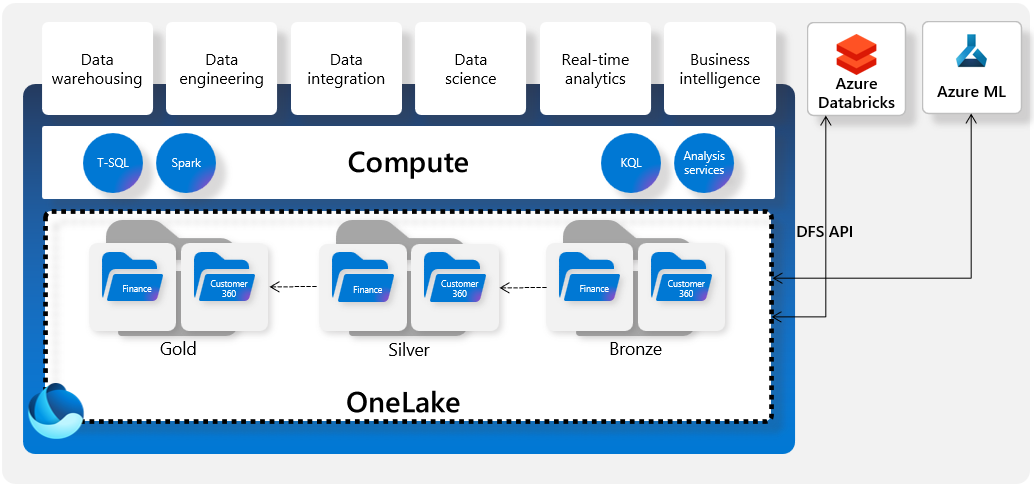 Data
warehousing
Data
engineering
Data
integration
Data
science
Real-time
analytics
Business
intelligence
Azure
Databricks
Azure ML
T-SQL
Spark
Compute
KQL
Analysis
services
DFS API
Finance
Customer
360
Finance
Customer
360
Finance
Customer
360
Gold
Silver
Bronze
OneLake